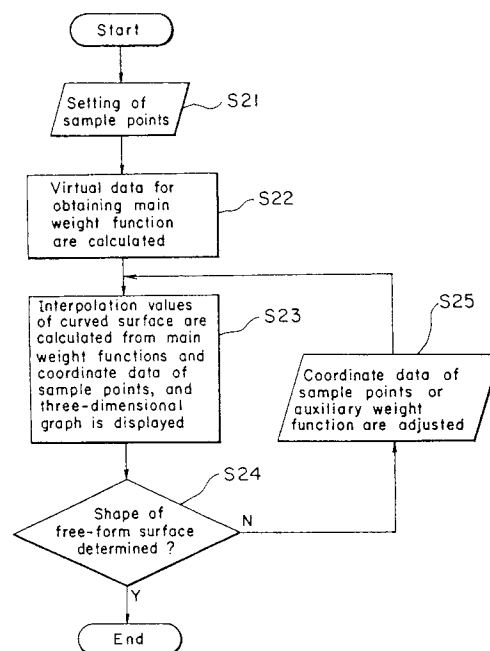 Start
Setting of
sample points
S21
Virtual data for
obtaining main
weight function
are calculated
S22
Interpolation values
of curved surface are
calculated from main
weight functions and
coordinate data of
sample points, and
three-dimensional
graph is displayed
S23
S25
Coordinate data of
sample points or
auxiliary weight
function are adjusted
S24
Shape of
free-form surface
determined ?
N
Y
End